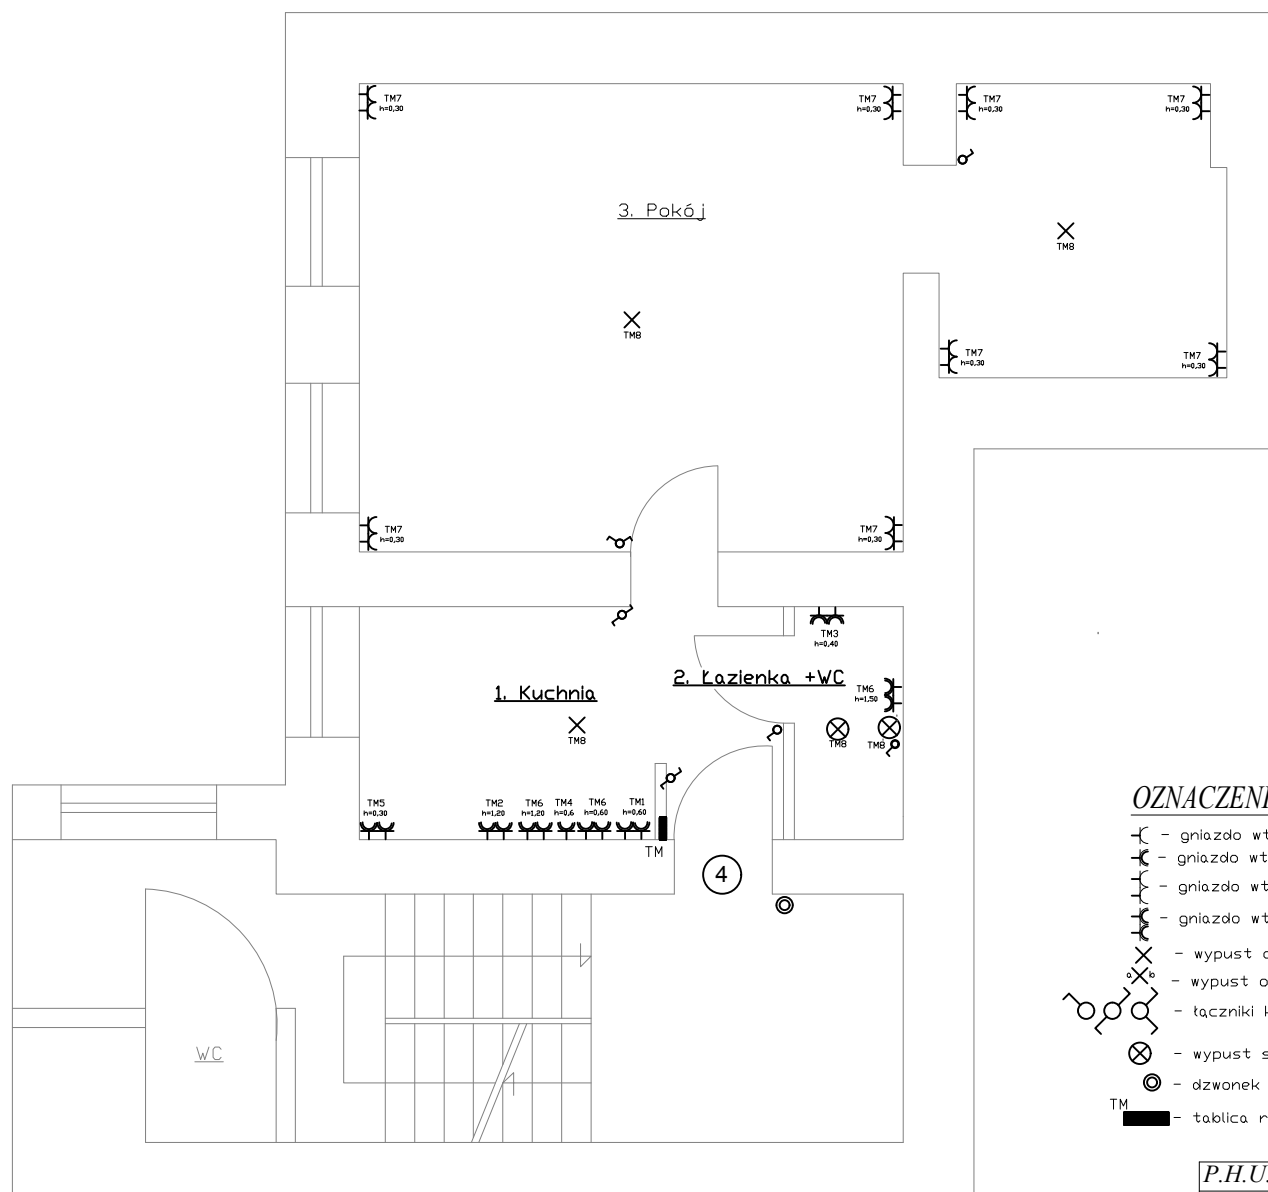 TM7
h=0,30
TM7
h=0,30
TM7
h=0,30
TM7
h=0,30
3. Pokój
TM8
TM8
TM7
h=0,30
TM7
h=0,30
TM7
h=0,30
TM7
h=0,30
TM3
h=0,40
2. Łazienka +WC
1. Kuchnia
TM6
h=1,50
TM8
TM8
TM8
TM5
h=0,30
TM2
h=1,20
TM6
h=1,20
TM4
h=0,6
TM6
h=0,60
TM1
h=0,60
TM
4
WC
OZNACZENI
- gniazdo wt
- gniazdo wt
- gniazdo wt
- gniazdo wt
- wypust o
a b - wypust o
- łączniki k
- wypust s
- dzwonek
TM - tablica r
P.H.U.